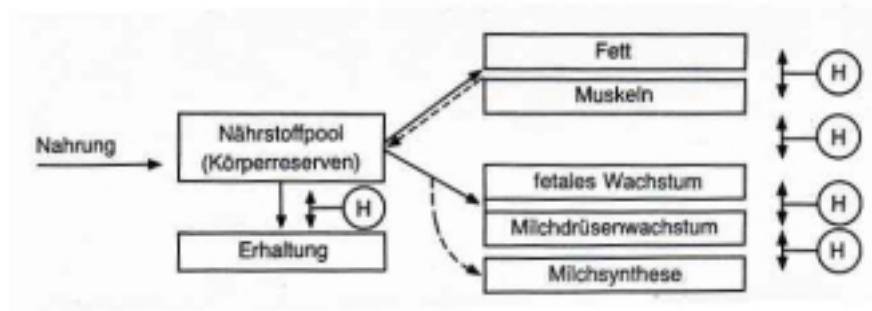 Fett
H
Muskeln
Nahrung
Nährstoffpool
(Körperreserven)
H
fetales Wachstum
H
H
Milchdrüsenwachstum
Erhaltung
H
Milchsynthese